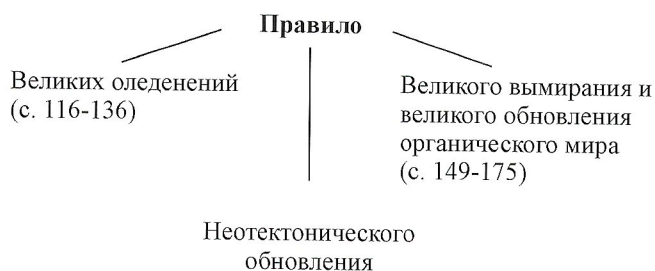 Правило
Великих оледенений
(с. 116-136)
Великого вымирания и
великого обновления
органического мира
(с. 149-175)
Неотектонического
обновления